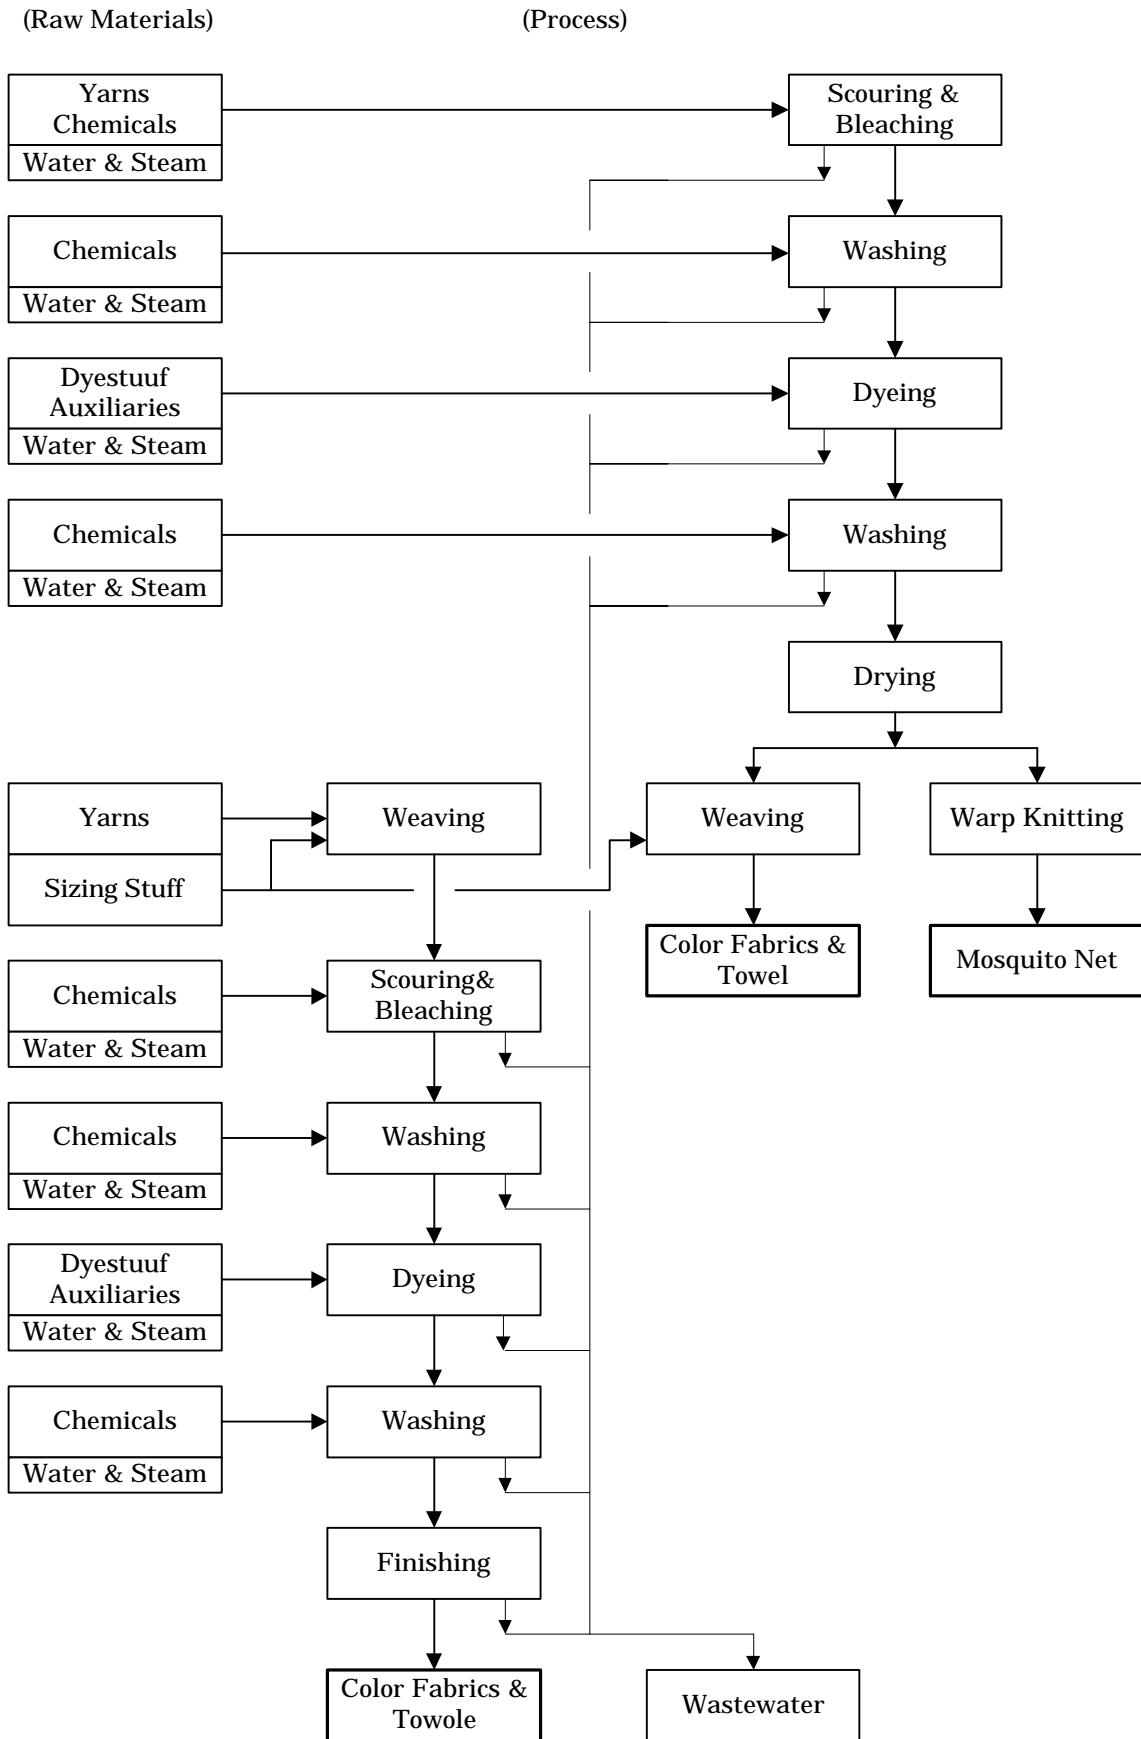 (Raw Materials)
(Process)
Yarns
Chemicals
Water & Steam
Scouring &
Bleaching
Chemicals
Water & Steam
Washing
Dyestuuf
Auxiliaries
Water & Steam
Dyeing
Chemicals
Water & Steam
Washing
Drying
Yarns
Sizing Stuff
Weaving
Weaving
Warp Knitting
Color Fabrics &
Towel
Mosquito Net
Chemicals
Water & Steam
Scouring&
Bleaching
Chemicals
Water & Steam
Washing
Dyestuuf
Auxiliaries
Water & Steam
Dyeing
Chemicals
Water & Steam
Washing
Finishing
Color Fabrics &
Towole
Wastewater